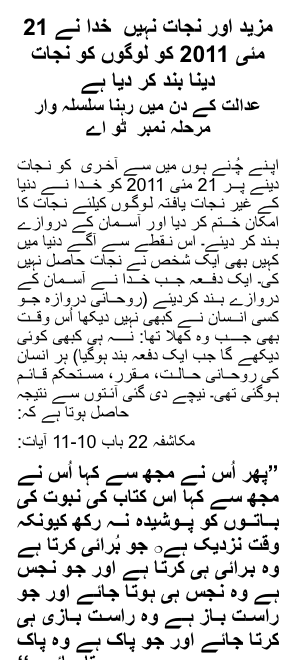 مزید اور نجات نہیں خدا نے 21
مئی 2011 کو لوگوں کو نجات
دینا بند کر دیا ہے
عدالت کے دن میں رہنا سلسلہ وار
مرحلہ نمبر ٹو اے
اپنے چُنے ہوں میں سے آخری کو نجات
دینے پر 21 مئی 2011 کو خدا نے دنیا
کے غیر نجات یافتہ لوگوں کیلئے نجات کا
امکان ختم کر دیا اور آسمان کے دروازے
بند کر دیئے۔ اس نقطے سے آگے دنیا میں
کہیں بھی ایک شخص نے نجات حاصل نہیں
کی۔ ایک دفعہ جب خدا نے آسمان کے
دروازے بند کردیئے (روحانی دروازہ جو
کسی انسان نے کبھی نہیں دیکھا اُس وقت
بھی جب وہ کھلا تھا: نہ ہی کبھی کوئی
دیکھے گا جب ایک دفعہ بند ہوگیا) ہر انسان
کی روحانی حالت، مقرر، مستحکم قائم
ہوگئی تھی۔ نیچے دی گئی آئتوں سے نتیجہ
حاصل ہوتا ہے کہ:
مکاشفہ 22 باب 10-11 آیات:
”پھر اُس نے مجھ سے کہا اُس نے
مجھ سے کہا اس کتاب کی نبوت کی
باتوں کو پوشیدہ نہ رکھ کیونکہ
وقت نزدیک ہے۝ جو بُرائی کرتا ہے
وہ برائی ہی کرتا ہے اور جو نجس
ہے وہ نجس ہی ہوتا جائے اور جو
راست باز ہے وہ راست بازی ہی
کرتا جائے اور جو پاک ہے وہ پاک